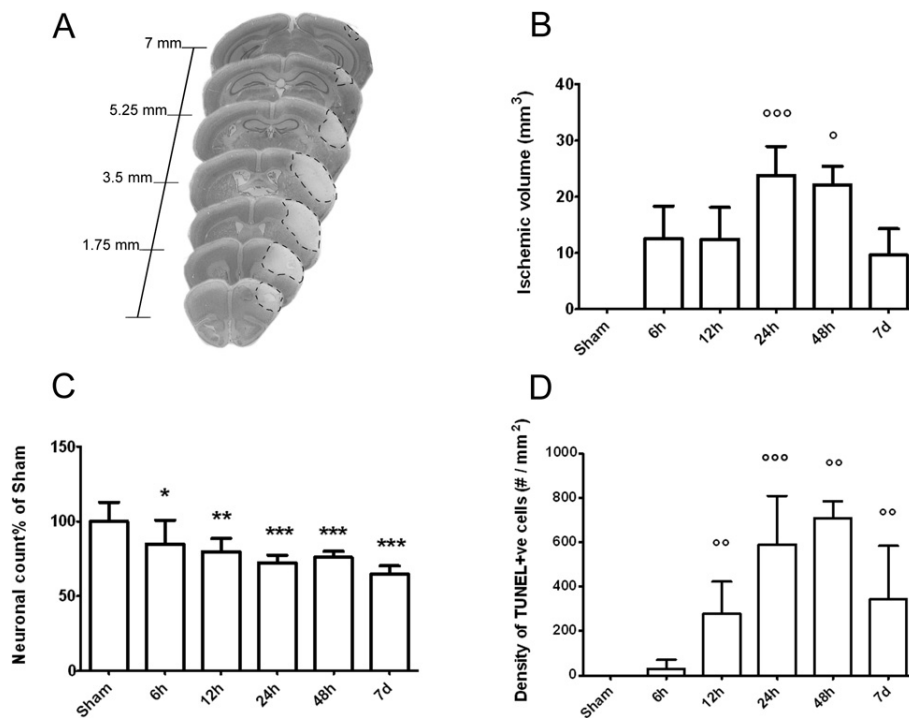 A
7 mm
5.25 mm
3.5 mm
1.75 mm
B
Ischemic volume (mm³)
40
30
20
10
0
°°°
°
Sham
6h
12h
24h
48h
7d
C
Neuronal count% of Sham
150
100
50
0
*
**
***
***
***
Sham
6h
12h
24h
48h
7d
D
Density of TUNEL+ve cells (# / mm²)
1000
800
600
400
200
0
°°
°°°
°°
°°
Sham
6h
12h
24h
48h
7d